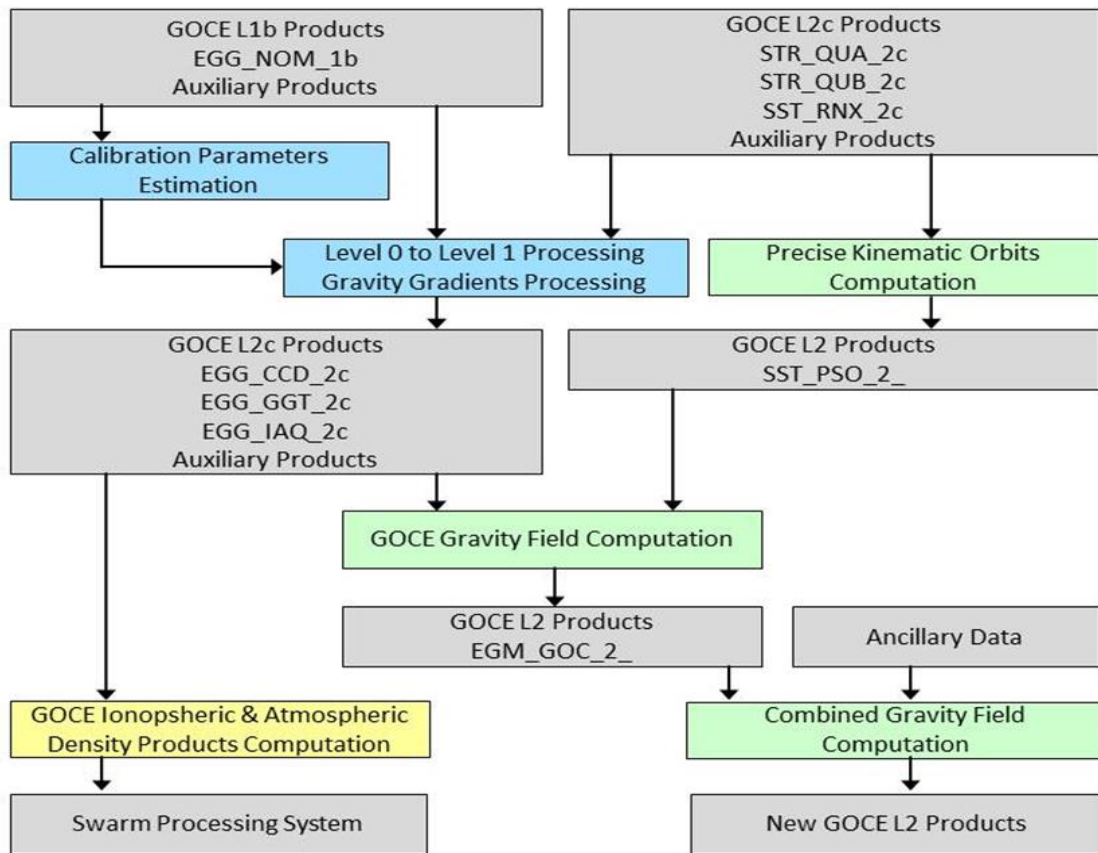 GOCE L1b Products
EGG_NOM_1b
Auxiliary Products
GOCE L2c Products
STR_QUA_2c
STR_QUB_2c
SST_RNX_2c
Auxiliary Products
Calibration Parameters
Estimation
Level 0 to Level 1 Processing
Gravity Gradients Processing
Precise Kinematic Orbits
Computation
GOCE L2c Products
EGG_CCD_2c
EGG_GGT_2c
EGG_IAQ_2c
Auxiliary Products
GOCE L2 Products
SST_PSO_2_
GOCE Gravity Field Computation
GOCE L2 Products
EGM_GOC_2_
Ancillary Data
GOCE Ionopsheric & Atmospheric
Density Products Computation
Combined Gravity Field
Computation
Swarm Processing System
New GOCE L2 Products